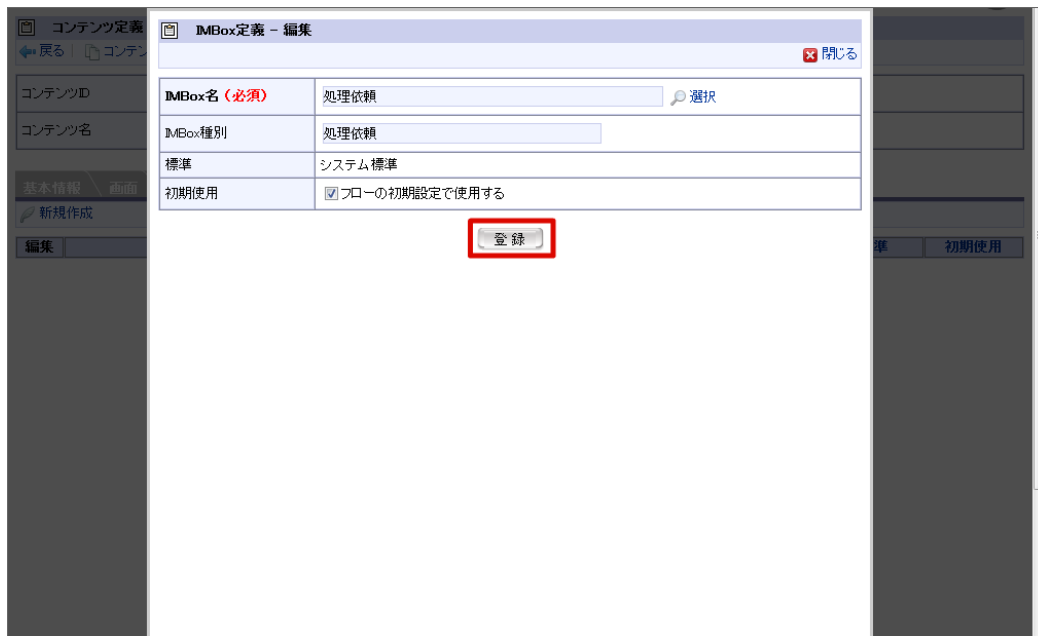 コンテンツ定義
IMBox定義 - 編集
戻る
コンテン
閉じる
コンテンツID
IMBox名（必須）
処理依頼
選択
コンテンツ名
IMBox種別
処理依頼
標準
システム標準
基本情報
画面
初期使用
フローの初期設定で使用する
新規作成
登録
編集
準
初期使用